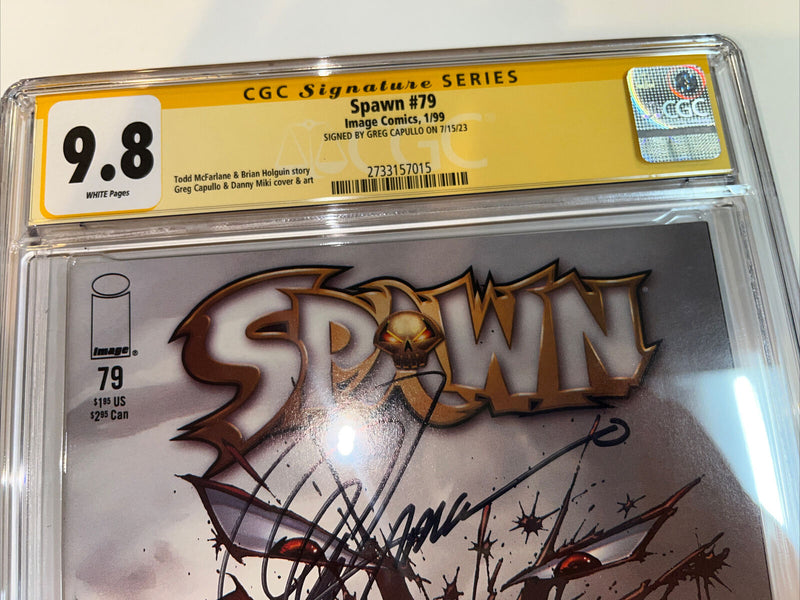 CGC Signature SERIES
Spawn #79
Image Comics, 1/99
SIGNED BY GREG CAPULLO ON 7/15/23
9.8
WHITE Pages
Todd McFarlane & Brian Holguin story
Greg Capullo & Danny Miki cover & art
2733157015
CGC
CGC
image®
79
$1.95 US
$2.95 Can
SPAWN